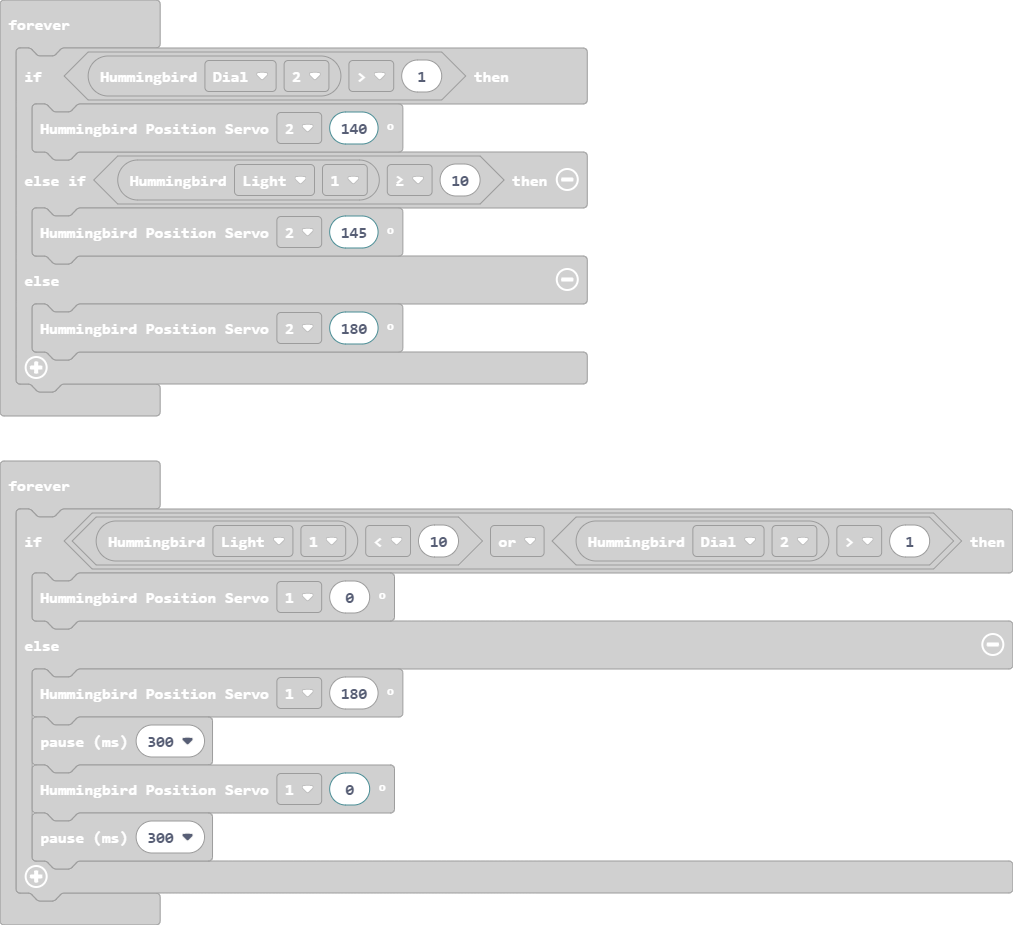 forever
if Hummingbird Dial 2 > 1 then
Hummingbird Position Servo 2 140 °
else if Hummingbird Light 1 ≥ 10 then
Hummingbird Position Servo 2 145 °
else
Hummingbird Position Servo 2 180 °
forever
if Hummingbird Light 1 < 10 or Hummingbird Dial 2 > 1 then
Hummingbird Position Servo 1 0 °
else
Hummingbird Position Servo 1 180 °
pause (ms) 300
Hummingbird Position Servo 1 0 °
pause (ms) 300